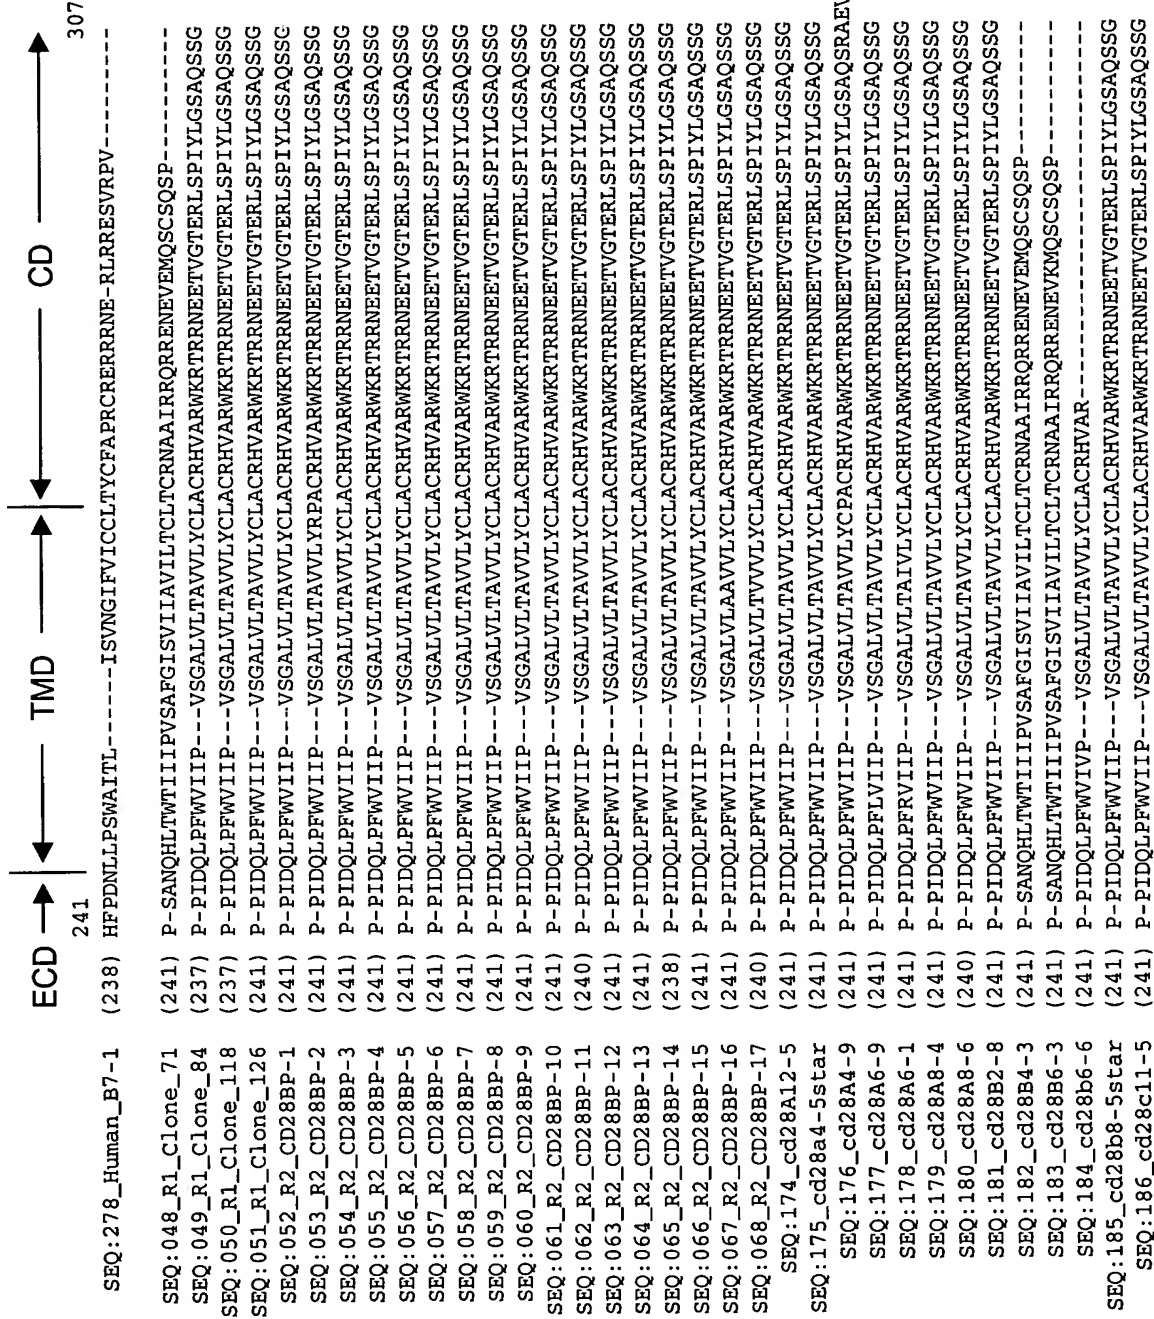 ECD → ← TMD → ← CD →
241 307
SEQ:278_Human_B7-1 (238) HFPDNLLPSWAITL------ISVNGIFVICCLTYCFAPRCRERRRNE-RLRRESVRPV----------
SEQ:048_R1_Clone_71 (241) P-SANQHLTWTIIIPVSAFGISVIIAVILTCLTCRNAAIRRQRRENEVEMQSCSQSP-----------
SEQ:049_R1_Clone_84 (237) P-PIDQLPFWVIIP---VSGALVLTAVVLYCLACRHVARWKRTRRNEETVGTERLSPIYLGSAQSSG
SEQ:050_R1_Clone_118 (237) P-PIDQLPFWVIIP---VSGALVLTAVVLYCLACRHVARWKRTRRNEETVGTERLSPIYLGSAQSSG
SEQ:051_R1_Clone_126 (241) P-PIDQLPFWVIIP---VSGALVLTAVVLYCLACRHVARWKRTRRNEETVGTERLSPIYLGSAQSSG
SEQ:052_R2_CD28BP-1 (241) P-PIDQLPFWVIIP---VSGALVLTAVVLYCLACRHVARWKRTRRNEETVGTERLSPIYLGSAQSSG
SEQ:053_R2_CD28BP-2 (241) P-PIDQLPFWVIIP---VSGALVLTAVVLYRPACRHVARWKRTRRNEETVGTERLSPIYLGSAQSSG
SEQ:054_R2_CD28BP-3 (241) P-PIDQLPFWVIIP---VSGALVLTAVVLYCLACRHVARWKRTRRNEETVGTERLSPIYLGSAQSSG
SEQ:055_R2_CD28BP-4 (241) P-PIDQLPFWVIIP---VSGALVLTAVVLYCLACRHVARWKRTRRNEETVGTERLSPIYLGSAQSSG
SEQ:056_R2_CD28BP-5 (241) P-PIDQLPFWVIIP---VSGALVLTAVVLYCLACRHVARWKRTRRNEETVGTERLSPIYLGSAQSSG
SEQ:057_R2_CD28BP-6 (241) P-PIDQLPFWVIIP---VSGALVLTAVVLYCLACRHVARWKRTRRNEETVGTERLSPIYLGSAQSSG
SEQ:058_R2_CD28BP-7 (241) P-PIDQLPFWVIIP---VSGALVLTAVVLYCLACRHVARWKRTRRNEETVGTERLSPIYLGSAQSSG
SEQ:059_R2_CD28BP-8 (241) P-PIDQLPFWVIIP---VSGALVLTAVVLYCLACRHVARWKRTRRNEETVGTERLSPIYLGSAQSSG
SEQ:060_R2_CD28BP-9 (241) P-PIDQLPFWVIIP---VSGALVLTAVVLYCLACRHVARWKRTRRNEETVGTERLSPIYLGSAQSSG
SEQ:061_R2_CD28BP-10 (241) P-PIDQLPFWVIIP---VSGALVLTAVVLYCLACRHVARWKRTRRNEETVGTERLSPIYLGSAQSSG
SEQ:062_R2_CD28BP-11 (240) P-PIDQLPFWVIIP---VSGALVLTAVVLYCLACRHVARWKRTRRNEETVGTERLSPIYLGSAQSSG
SEQ:063_R2_CD28BP-12 (241) P-PIDQLPFWVIIP---VSGALVLTAVVLYCLACRHVARWKRTRRNEETVGTERLSPIYLGSAQSSG
SEQ:064_R2_CD28BP-13 (241) P-PIDQLPFWVIIP---VSGALVLTAVVLYCLACRHVARWKRTRRNEETVGTERLSPIYLGSAQSSG
SEQ:065_R2_CD28BP-14 (238) P-PIDQLPFWVIIP---VSGALVLTAVVLYCLACRHVARWKRTRRNEETVGTERLSPIYLGSAQSSG
SEQ:066_R2_CD28BP-15 (241) P-PIDQLPFWVIIP---VSGALVLTAVVLYCLACRHVARWKRTRRNEETVGTERLSPIYLGSAQSSG
SEQ:067_R2_CD28BP-16 (241) P-PIDQLPFWVIIP---VSGALVLAAVVLYCLACRHVARWKRTRRNEETVGTERLSPIYLGSAQSSG
SEQ:068_R2_CD28BP-17 (240) P-PIDQLPFWVIIP---VSGALVLTVVVLYCLACRHVARWKRTRRNEETVGTERLSPIYLGSAQSSG
SEQ:174_cd28A12-5 (241) P-PIDQLPFWVIIP---VSGALVLTAVVLYCLACRHVARWKRTRRNEETVGTERLSPIYLGSAQSSG
SEQ:175_cd28a4-5star (241) P-PIDQLPFWVIIP---VSGALVLTAVVLYCLACRHVARWKRTRRNEETVGTERLSPIYLGSAQSSG
SEQ:176_cd28A4-9 (241) P-PIDQLPFWVIIP---VSGALVLTAVVLYCPACRHVARWKRTRRNEETVGTERLSPIYLGSAQSRAEV
SEQ:177_cd28A6-9 (241) P-PIDQLPFLVIIP---VSGALVLTAVVLYCLACRHVARWKRTRRNEETVGTERLSPIYLGSAQSSG
SEQ:178_cd28A6-1 (241) P-PIDQLPFRVIIP---VSGALVLTAIVLYCLACRHVARWKRTRRNEETVGTERLSPIYLGSAQSSG
SEQ:179_cd28A8-4 (241) P-PIDQLPFWVIIP---VSGALVLTAVVLYCLACRHVARWKRTRRNEETVGTERLSPIYLGSAQSSG
SEQ:180_cd28A8-6 (240) P-PIDQLPFWVIIP---VSGALVLTAVVLYCLACRHVARWKRTRRNEETVGTERLSPIYLGSAQSSG
SEQ:181_cd28B2-8 (241) P-PIDQLPFWVIIP---VSGALVLTAVVLYCLACRHVARWKRTRRNEETVGTERLSPIYLGSAQSSG
SEQ:182_cd28B4-3 (241) P-SANQHLTWTIIIPVSAFGISVIIAVILTCLTCRNAAIRRQRRENEVEMQSCSQSP----------
SEQ:183_cd28B6-3 (241) P-SANQHLTWTIIIPVSAFGISVIIAVILTCLTCRNAAIRRQRRENEVKMQSCSQSP----------
SEQ:184_cd28b6-6 (241) P-PIDQLPFWVIVP---VSGALVLTAVVLYCLACRHVAR----------------------------
SEQ:185_cd28b8-5star (241) P-PIDQLPFWVIIP---VSGALVLTAVVLYCLACRHVARWKRTRRNEETVGTERLSPIYLGSAQSSG
SEQ:186_cd28c11-5 (241) P-PIDQLPFWVIIP---VSGALVLTAVVLYCLACRHVARWKRTRRNEETVGTERLSPIYLGSAQSSG